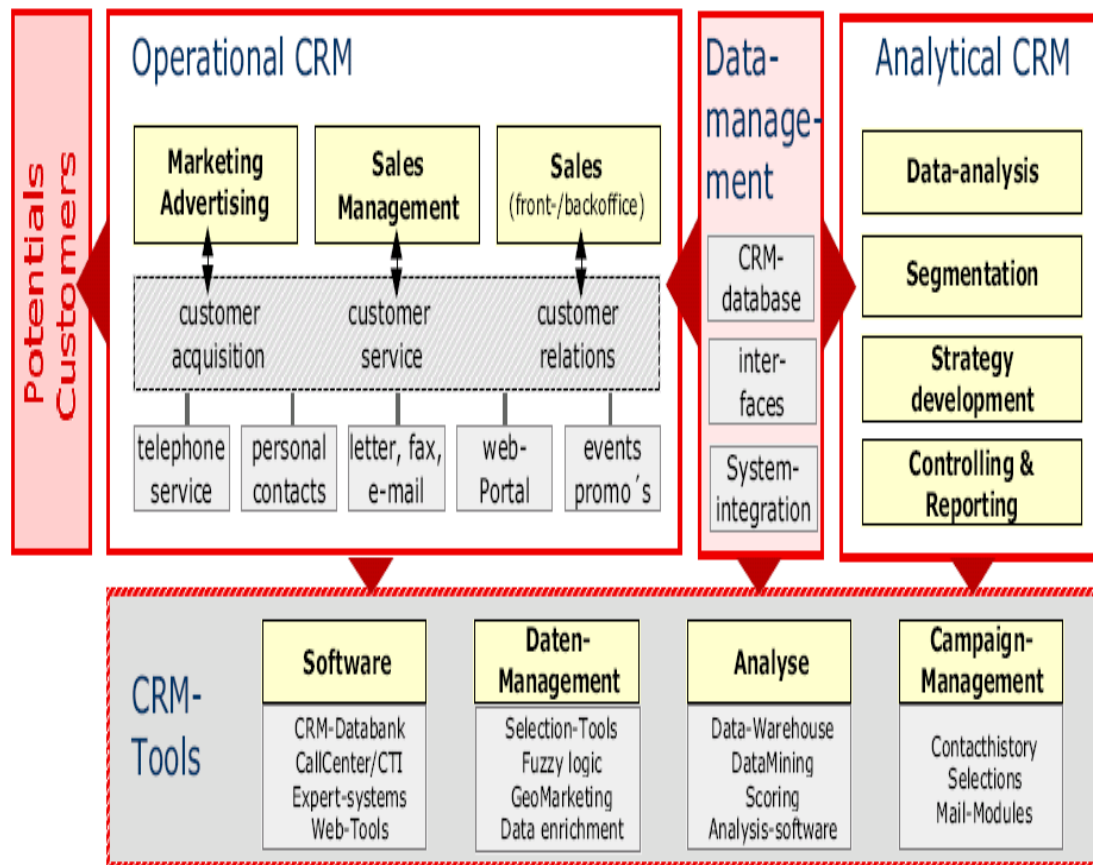 Potentials
Customers
Operational CRM
Marketing
Advertising
Sales
Management
Sales
(front-/backoffice)
customer
acquisition
customer
service
customer
relations
telephone
service
personal
contacts
letter, fax,
e-mail
web-
Portal
events
promo´s
Data-
manage-
ment
CRM-
database
inter-
faces
System-
integration
Analytical CRM
Data-analysis
Segmentation
Strategy
development
Controlling &
Reporting
CRM-
Tools
Software
CRM-Databank
CallCenter/CTI
Expert-systems
Web-Tools
Daten-
Management
Selection-Tools
Fuzzy logic
GeoMarketing
Data enrichment
Analyse
Data-Warehouse
DataMining
Scoring
Analysis-software
Campaign-
Management
Contacthistory
Selections
Mail-Modules